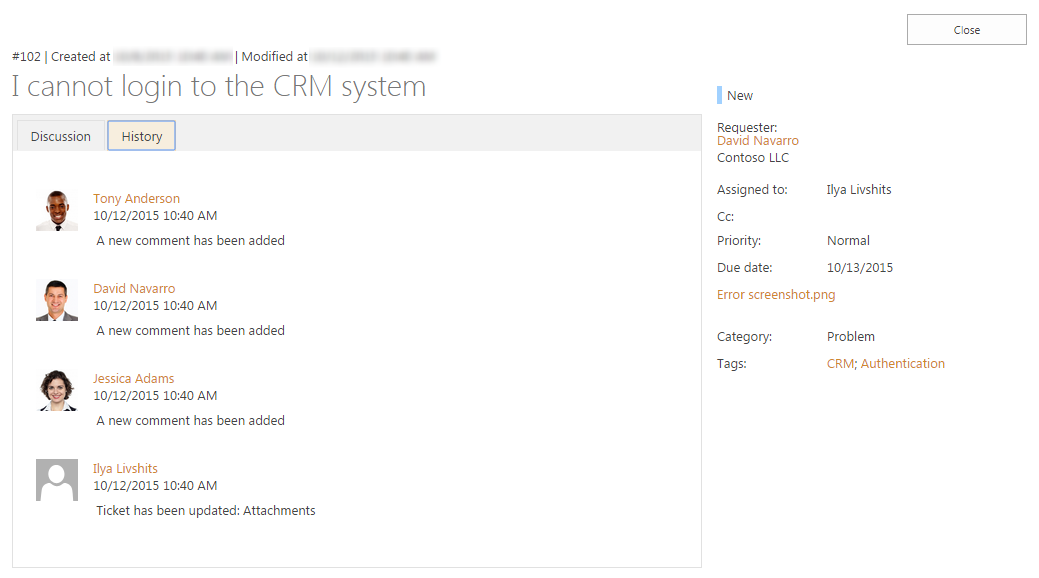 Close
#102 | Created at | Modified at
I cannot login to the CRM system
Discussion
History
Tony Anderson
10/12/2015 10:40 AM
A new comment has been added
David Navarro
10/12/2015 10:40 AM
A new comment has been added
Jessica Adams
10/12/2015 10:40 AM
A new comment has been added
Ilya Livshits
10/12/2015 10:40 AM
Ticket has been updated: Attachments
New
Requester:
David Navarro
Contoso LLC
Assigned to: Ilya Livshits
Cc:
Priority: Normal
Due date: 10/13/2015
Error screenshot.png
Category: Problem
Tags: CRM; Authentication